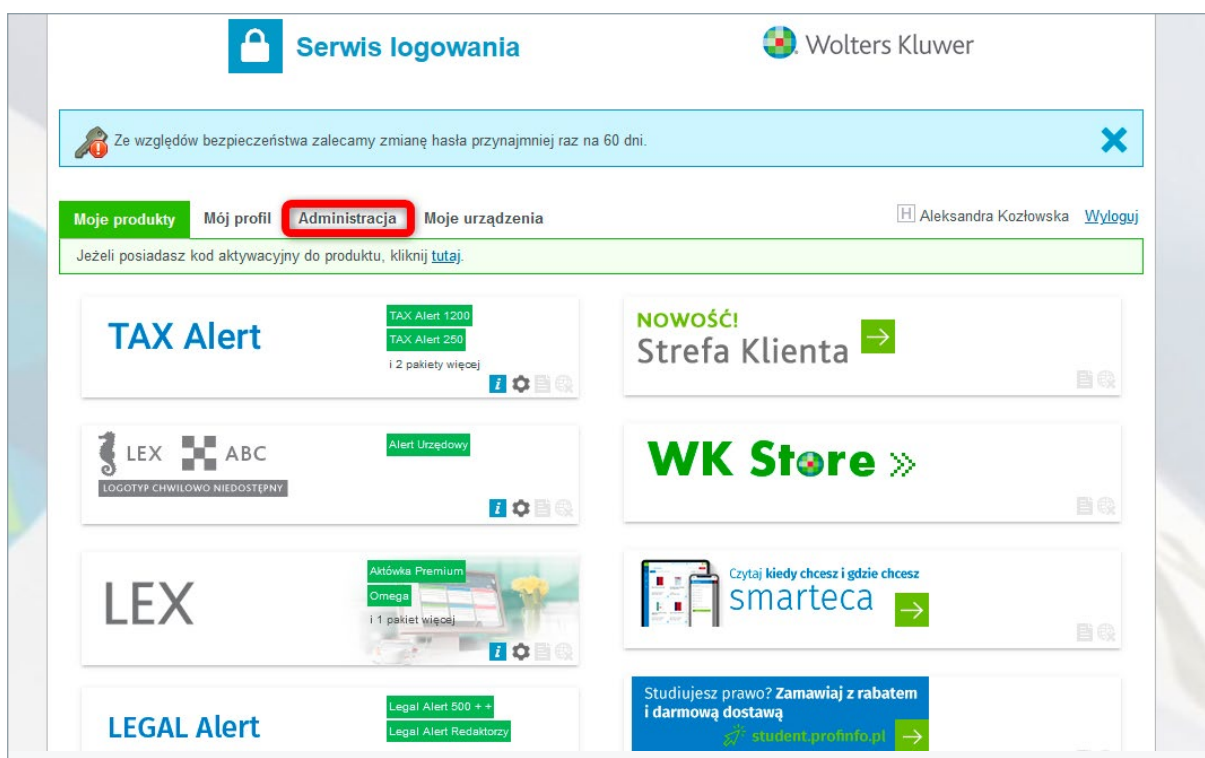 Serwis logowania
Wolters Kluwer
Ze względów bezpieczeństwa zalecamy zmianę hasła przynajmniej raz na 60 dni.
Moje produkty Mój profil Administracja Moje urządzenia H Aleksandra Kozłowska Wyloguj
Jeżeli posiadasz kod aktywacyjny do produktu, kliknij tutaj.
TAX Alert
TAX Alert 1200
TAX Alert 250
i 2 pakiety więcej
NOWOŚĆ!
Strefa Klienta
LEX ABC
LOGOTYP CHWILOWO NIEDOSTĘPNY
Alert Urzędowy
WK Store
LEX
Aktówka Premium
Omega
i 1 pakiet więcej
Czytaj kiedy chcesz i gdzie chcesz
smarteca
LEGAL Alert
Legal Alert 500 + +
Legal Alert Redaktorzy
Studiujesz prawo? Zamawiaj z rabatem
i darmową dostawą
student.profinfo.pl